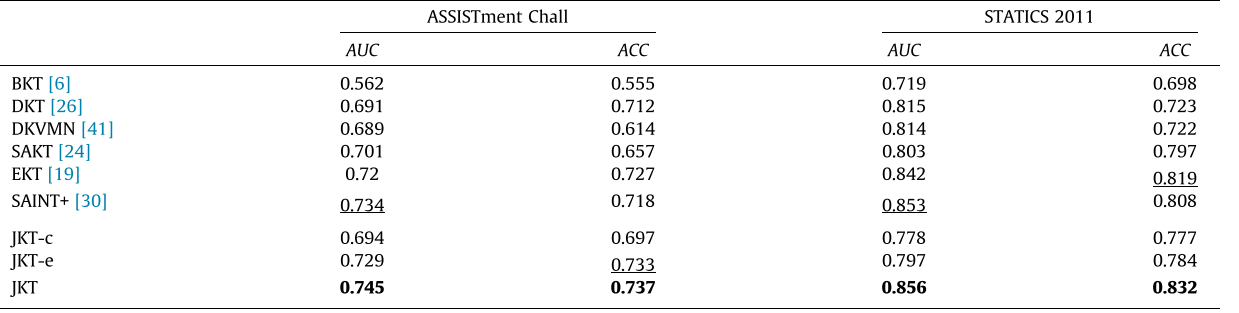 ASSISTment Chall STATICS 2011
AUC ACC AUC ACC
BKT [6] 0.562 0.555 0.719 0.698
DKT [26] 0.691 0.712 0.815 0.723
DKVMN [41] 0.689 0.614 0.814 0.722
SAKT [24] 0.701 0.657 0.803 0.797
EKT [19] 0.72 0.727 0.842 0.819
SAINT+ [30] 0.734 0.718 0.853 0.808
JKT-c 0.694 0.697 0.778 0.777
JKT-e 0.729 0.733 0.797 0.784
JKT 0.745 0.737 0.856 0.832